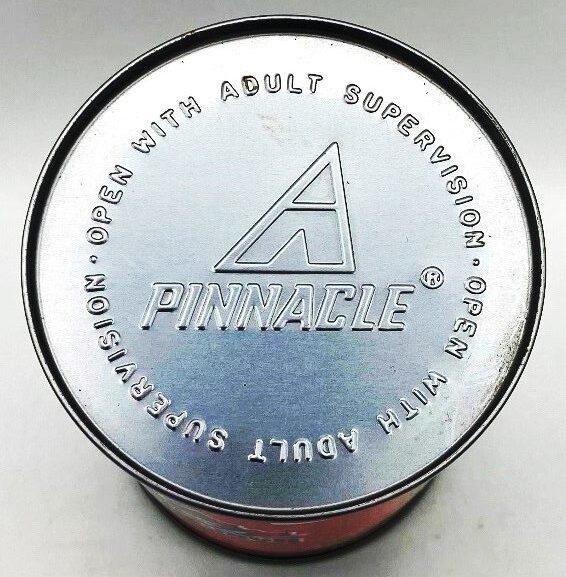 OPEN WITH ADULT SUPERVISION · OPEN WITH ADULT SUPERVISION ·
PINNACLE ®